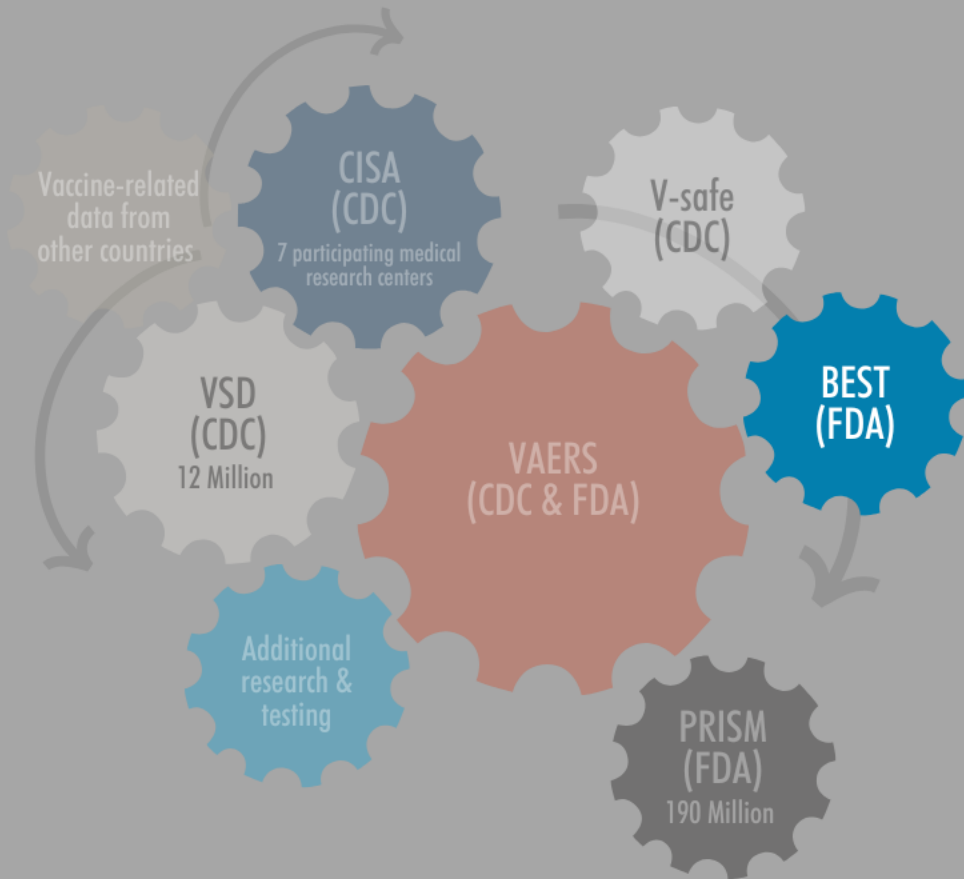 Vaccine-related
data from
other countries
CISA
(CDC)
7 participating medical
research centers
V-safe
(CDC)
VSD
(CDC)
12 Million
VAERS
(CDC & FDA)
BEST
(FDA)
Additional
research &
testing
PRISM
(FDA)
190 Million